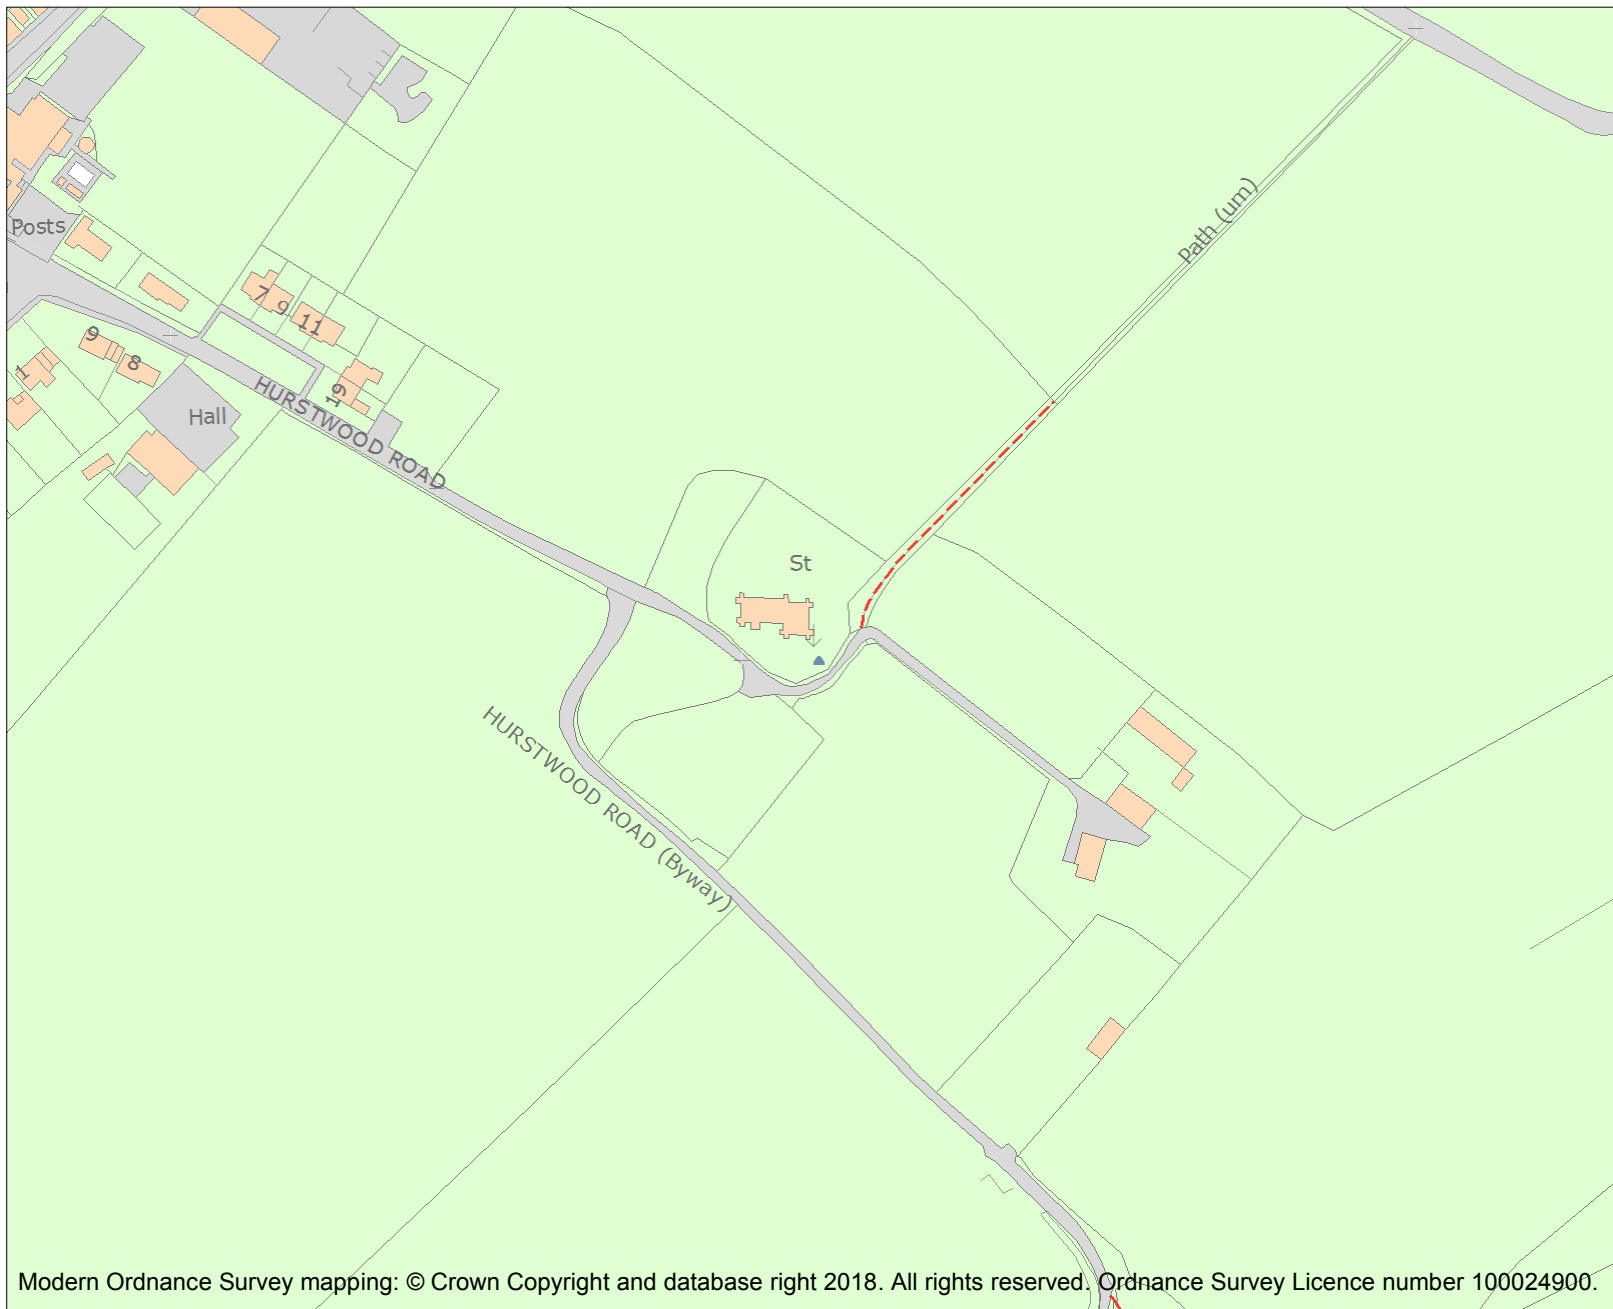 Path (um)
Posts
7
9
11
9
8
1
19
Hall
HURSTWOOD ROAD
St
HURSTWOOD ROAD (Byway)
Modern Ordnance Survey mapping: © Crown Copyright and database right 2018. All rights reserved. Ordnance Survey Licence number 100024900.